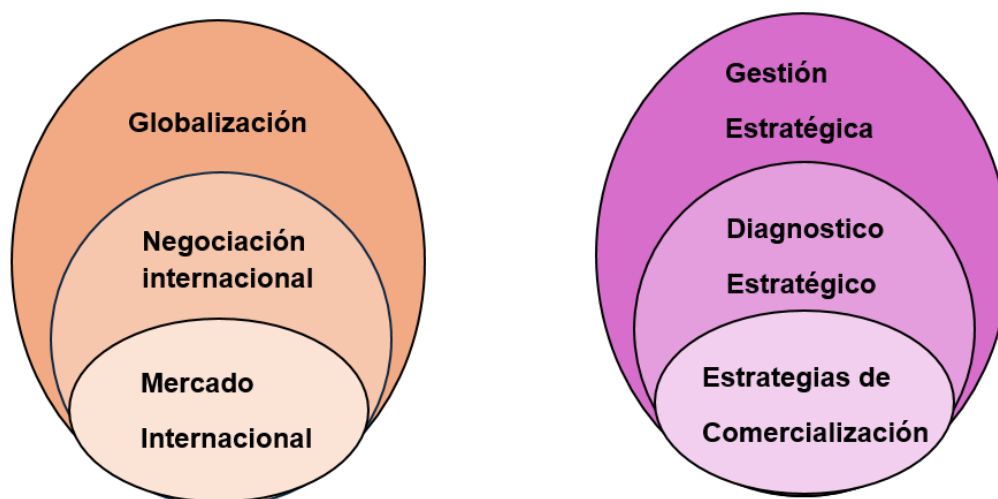 Globalización
Negociación
internacional
Mercado
Internacional
Gestión
Estratégica
Diagnostico
Estratégico
Estrategias de
Comercialización